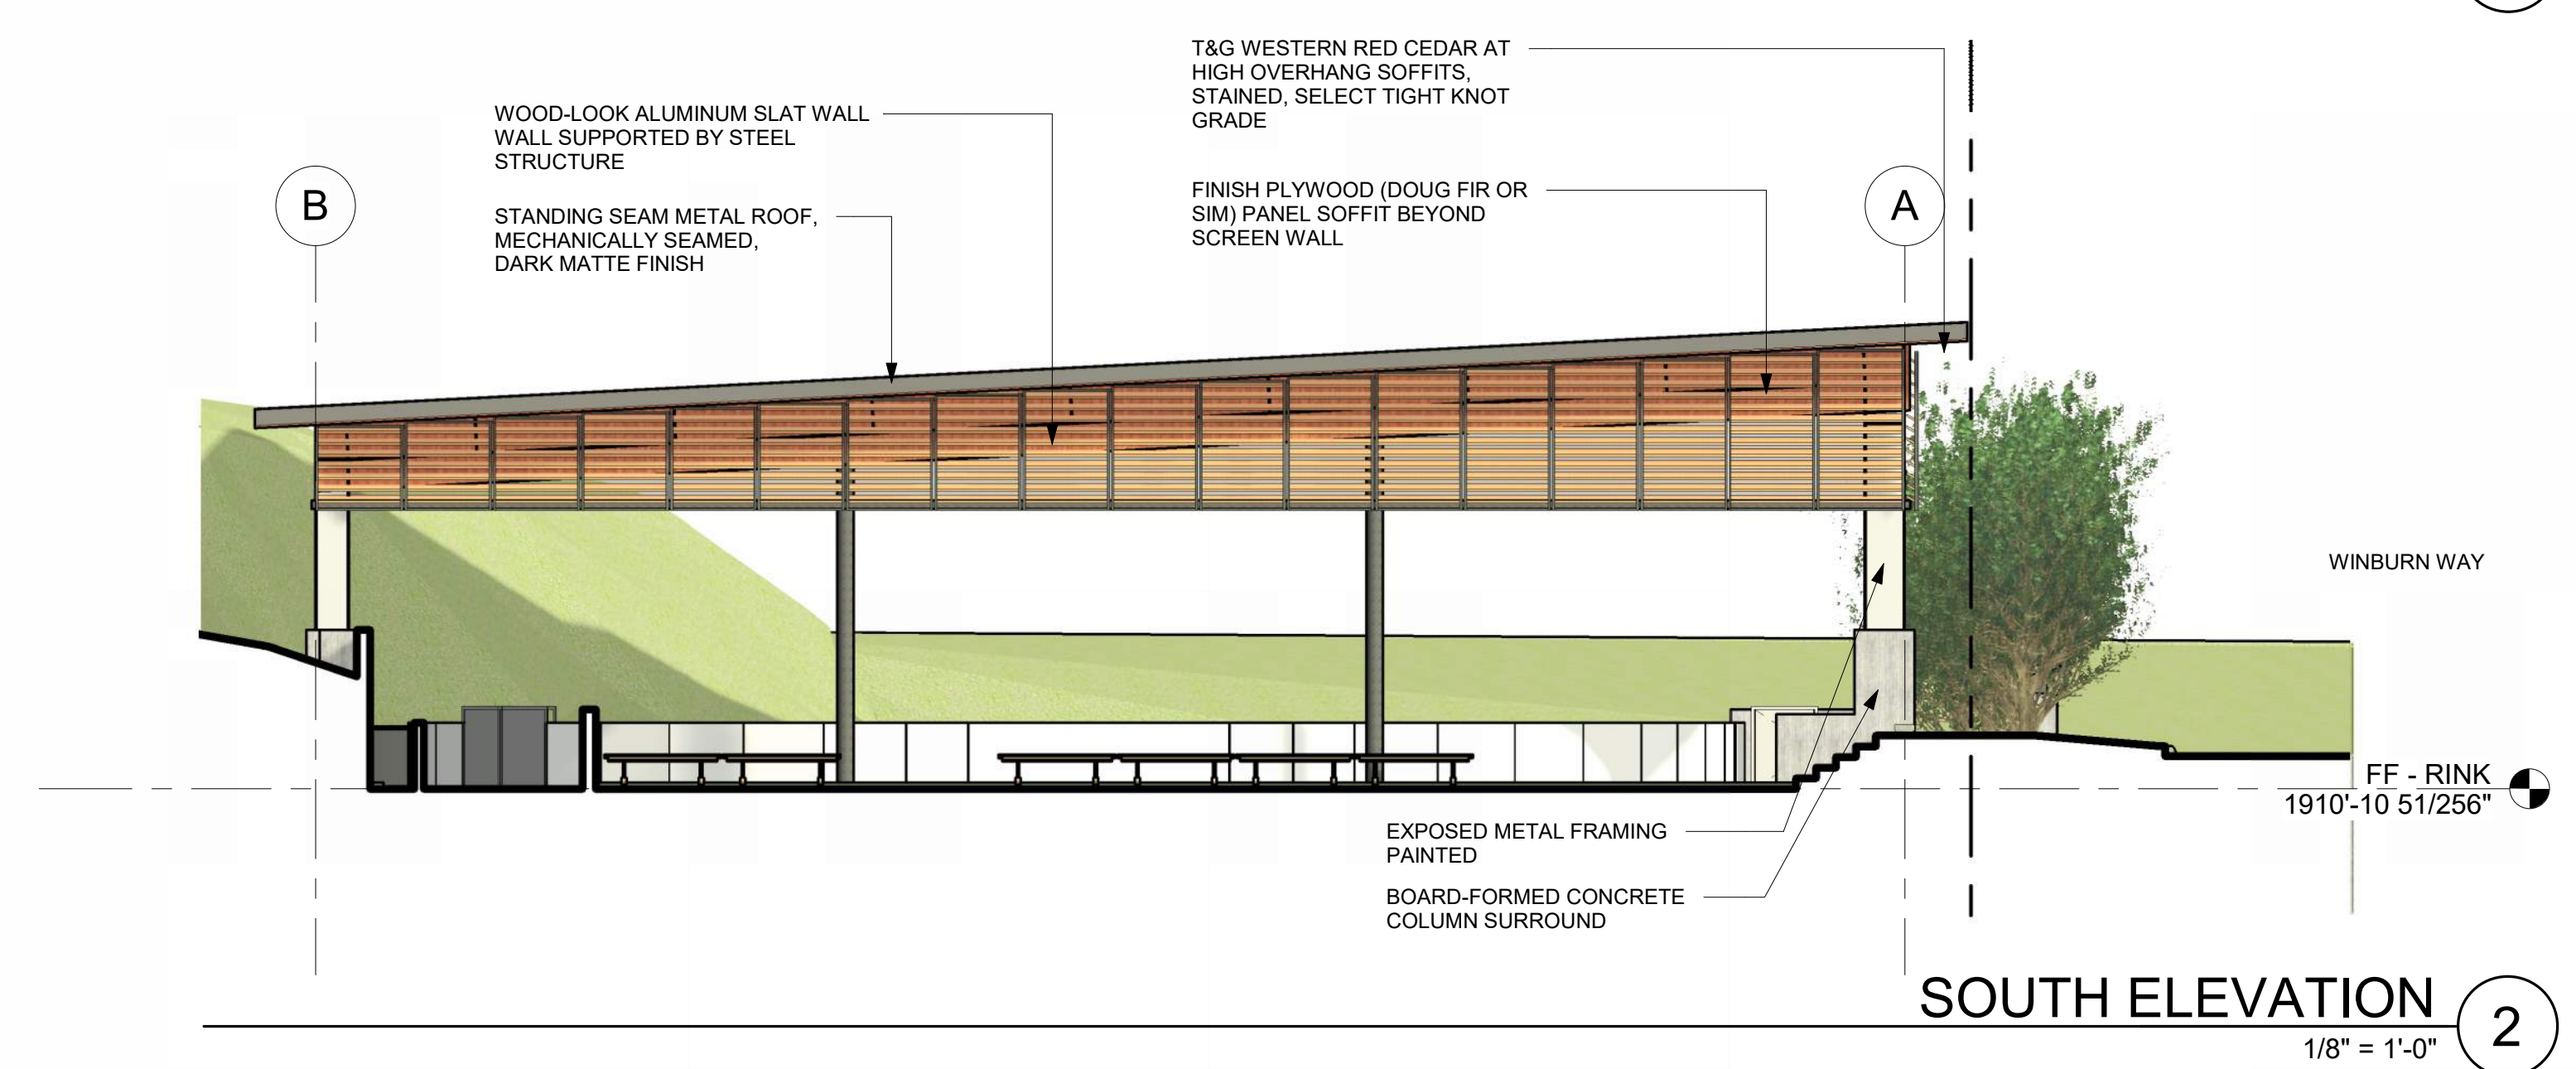 T&G WESTERN RED CEDAR AT
HIGH OVERHANG SOFFITS,
STAINED, SELECT TIGHT KNOT
GRADE
WOOD-LOOK ALUMINUM SLAT WALL
WALL SUPPORTED BY STEEL
STRUCTURE
B
STANDING SEAM METAL ROOF,
MECHANICALLY SEAMED,
DARK MATTE FINISH
FINISH PLYWOOD (DOUG FIR OR
SIM) PANEL SOFFIT BEYOND
SCREEN WALL
A
WINBURN WAY
FF - RINK
1910'-10 51/256"
EXPOSED METAL FRAMING
PAINTED
BOARD-FORMED CONCRETE
COLUMN SURROUND
SOUTH ELEVATION
2
1/8" = 1'-0"